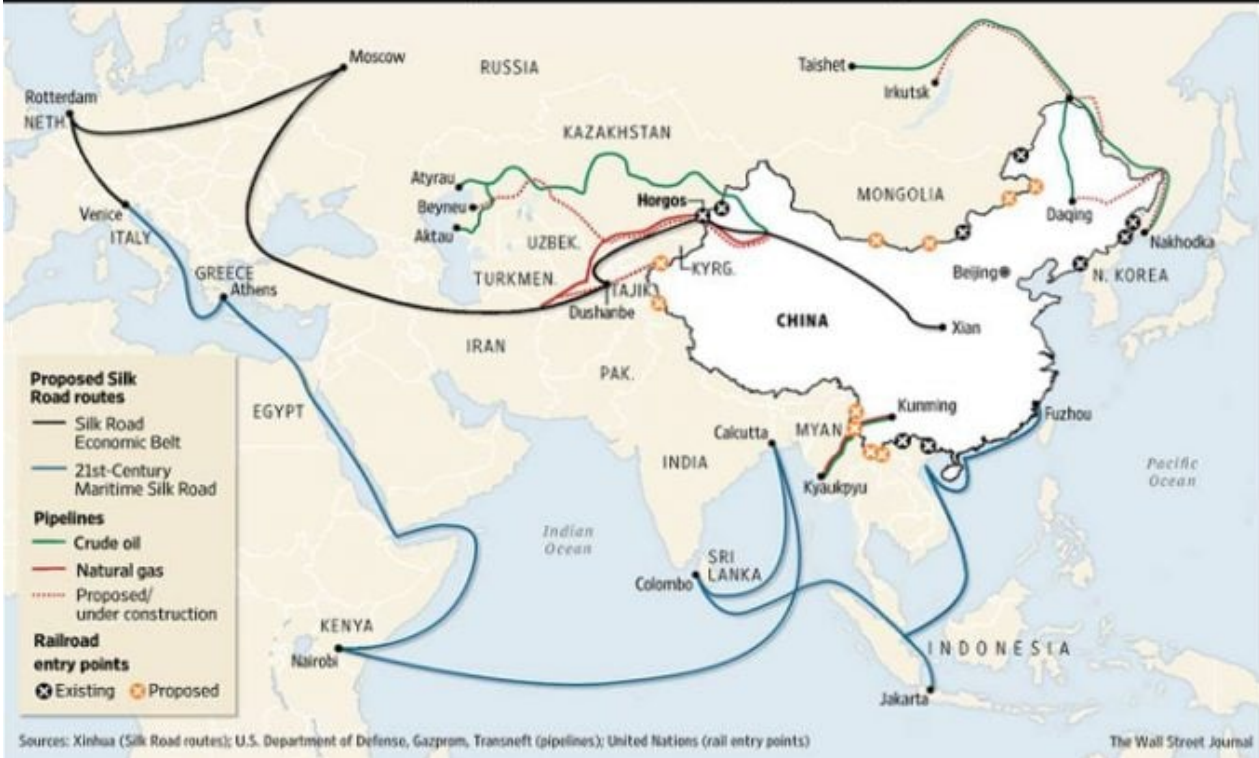 Moscow
RUSSIA
Taishet
Irkutsk
Rotterdam
NETH.
KAZAKHSTAN
Atyrau
Beyneu
Aktau
Horgos
MONGOLIA
Daqing
Nakhodka
Venice
ITALY
UZBEK.
GREECE
Athens
TURKMEN.
KYRG.
TAJIK.
Dushanbe
Beijing
N. KOREA
IRAN
CHINA
Xian
PAK.
EGYPT
Calcutta
MYAN
Kunming
Fuzhou
INDIA
Kyaukpyu
Pacific
Ocean
Indian
Ocean
SRI
LANKA
Colombo
KENYA
Nairobi
INDONESIA
Jakarta
Proposed Silk
Road routes
Silk Road
Economic Belt
21st-Century
Maritime Silk Road
Pipelines
Crude oil
Natural gas
Proposed/
under construction
Railroad
entry points
Existing Proposed
Sources: Xinhua (Silk Road routes); U.S. Department of Defense, Gazprom, Transneft (pipelines); United Nations (rail entry points)
The Wall Street Journal